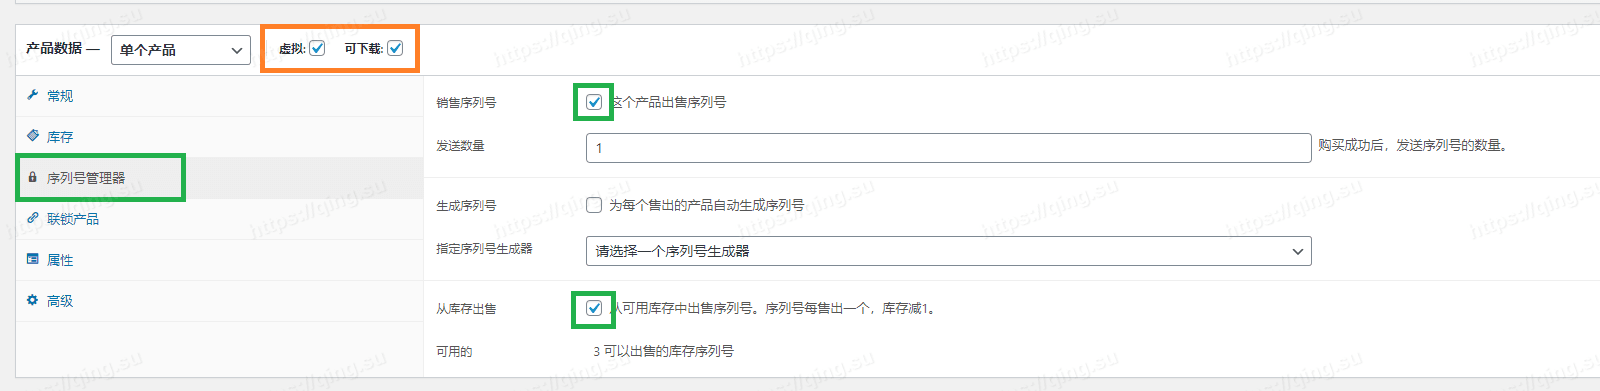 产品数据 — 单个产品 虚拟: 可下载:
常规
库存
序列号管理器
联锁产品
属性
高级
销售序列号 这个产品出售序列号
发送数量 1 购买成功后，发送序列号的数量。
生成序列号 为每个售出的产品自动生成序列号
指定序列号生成器 请选择一个序列号生成器
从库存出售 从可用库存中出售序列号。序列号每售出一个，库存减1。
可用的 3 可以出售的库存序列号
https://qing.su